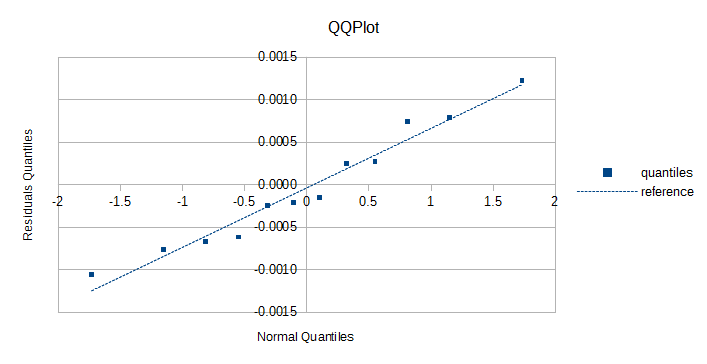 QQPlot
0.0015
0.0010
0.0005
0.0000
-2 -1.5 -1 -0.5 0 0.5 1 1.5 2
-0.0005
-0.0010
-0.0015
Residuals Quantiles
Normal Quantiles
quantiles
reference